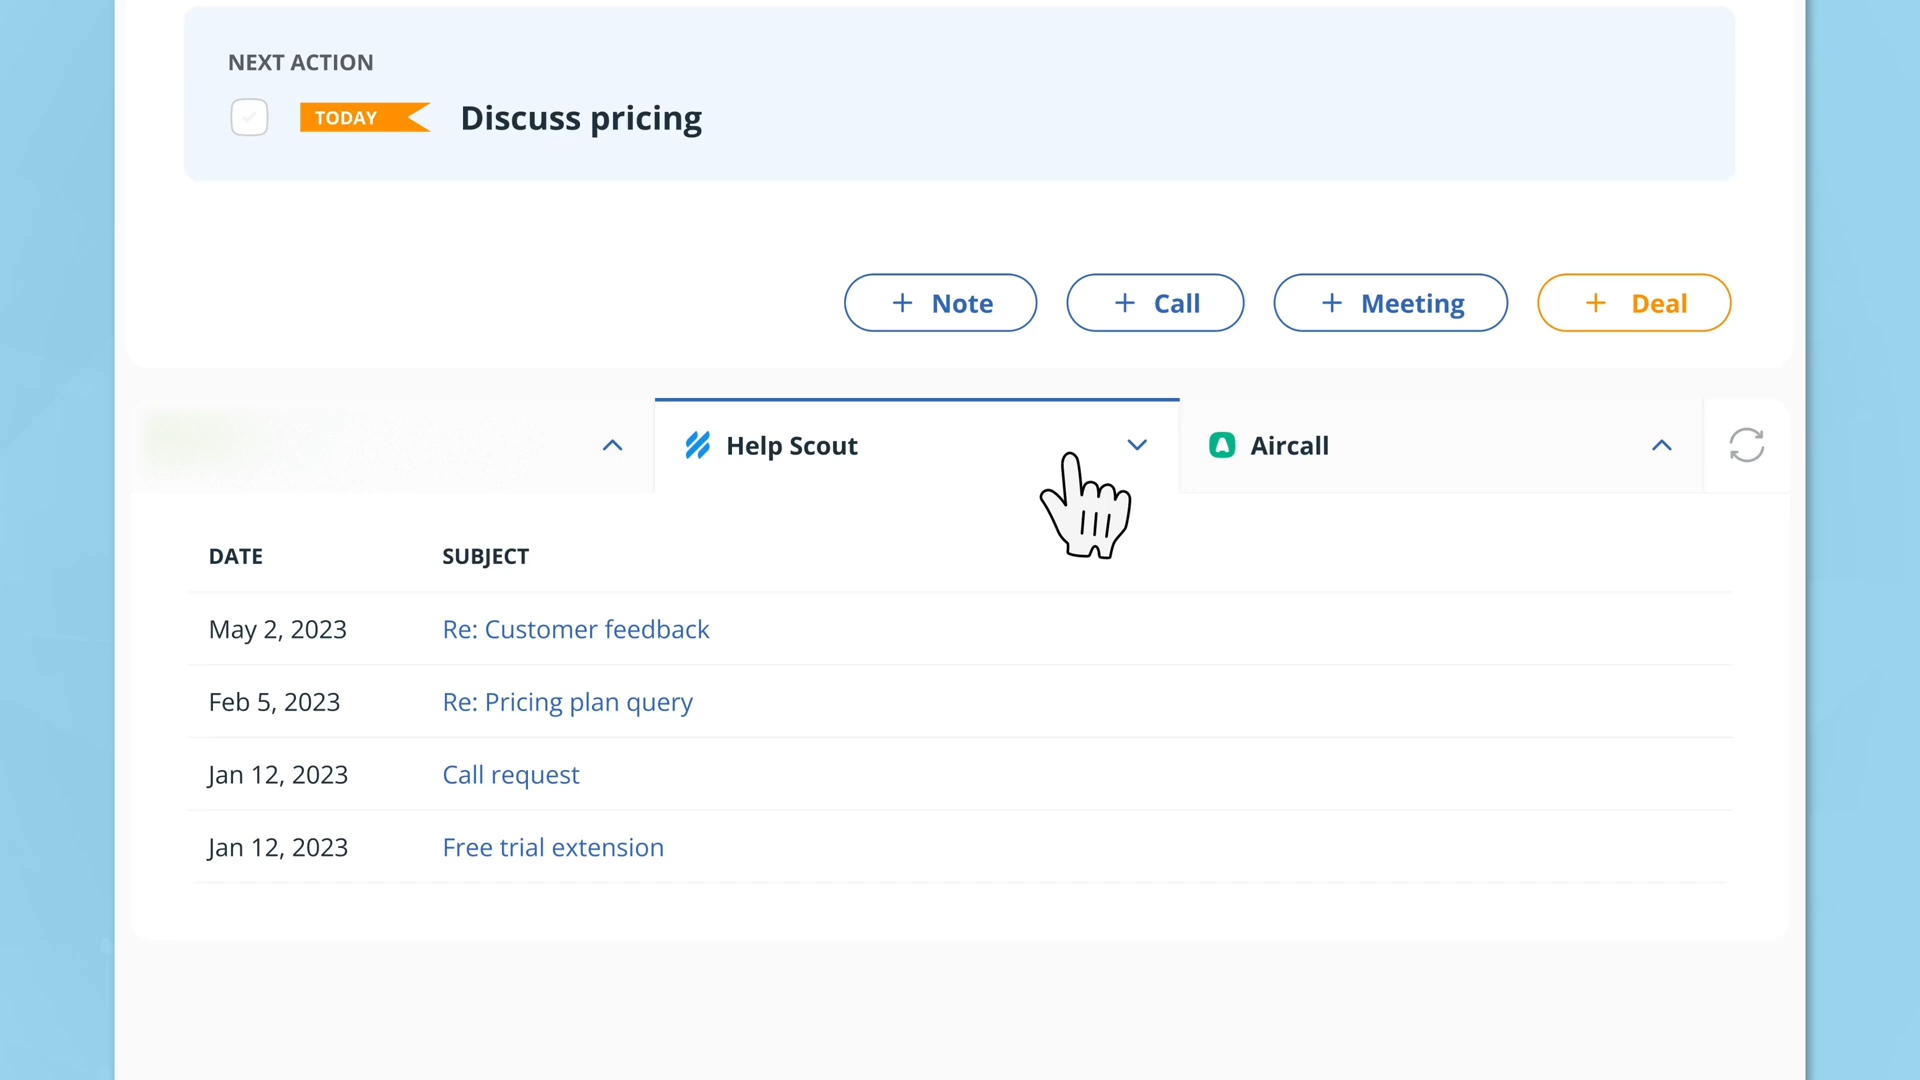 NEXT ACTION
TODAY Discuss pricing
+ Note + Call + Meeting + Deal
Help Scout Aircall
DATE SUBJECT
May 2, 2023 Re: Customer feedback
Feb 5, 2023 Re: Pricing plan query
Jan 12, 2023 Call request
Jan 12, 2023 Free trial extension